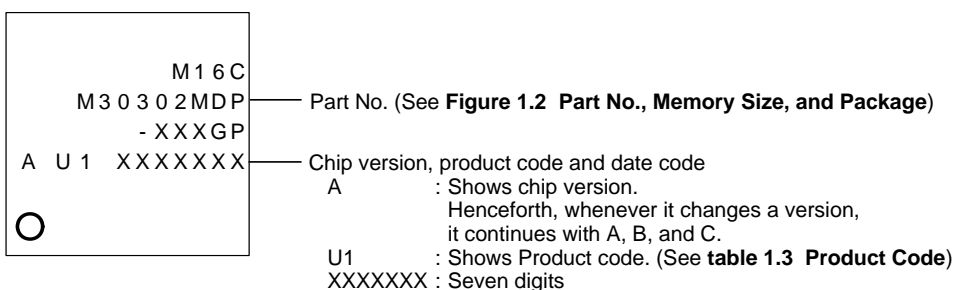 M16C
M30302MDP
-XXXGP
A U1 XXXXXXX
Part No. (See Figure 1.2 Part No., Memory Size, and Package)
Chip version, product code and date code
A : Shows chip version.
Henceforth, whenever it changes a version,
it continues with A, B, and C.
U1 : Shows Product code. (See table 1.3 Product Code)
XXXXXXX : Seven digits